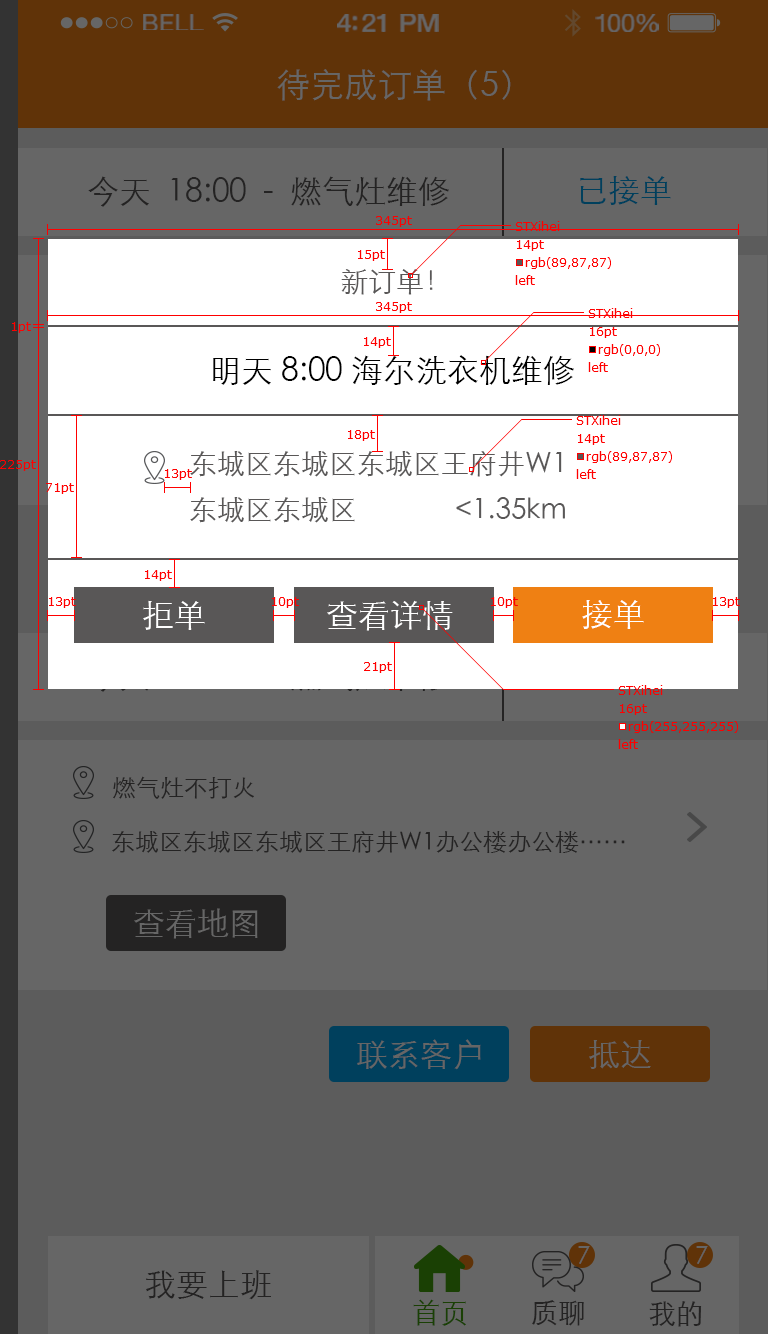 BELL 4:21 PM 100%
待完成订单（5）
今天 18:00 - 燃气灶维修 已接单
345pt
STXihei
14pt
rgb(89,87,87)
left
15pt
新订单！
345pt
STXihei
16pt
rgb(0,0,0)
left
1pt
14pt
明天 8:00 海尔洗衣机维修
STXihei
14pt
rgb(89,87,87)
left
18pt
225pt
71pt
13pt
东城区东城区东城区王府井W1
东城区东城区 <1.35km
14pt
13pt 拒单 10pt 查看详情 10pt 接单 13pt
21pt
STXihei
16pt
rgb(255,255,255)
left
燃气灶不打火
东城区东城区东城区王府井W1办公楼办公楼……
查看地图
联系客户 抵达
我要上班 首页 质聊 7 我的 7